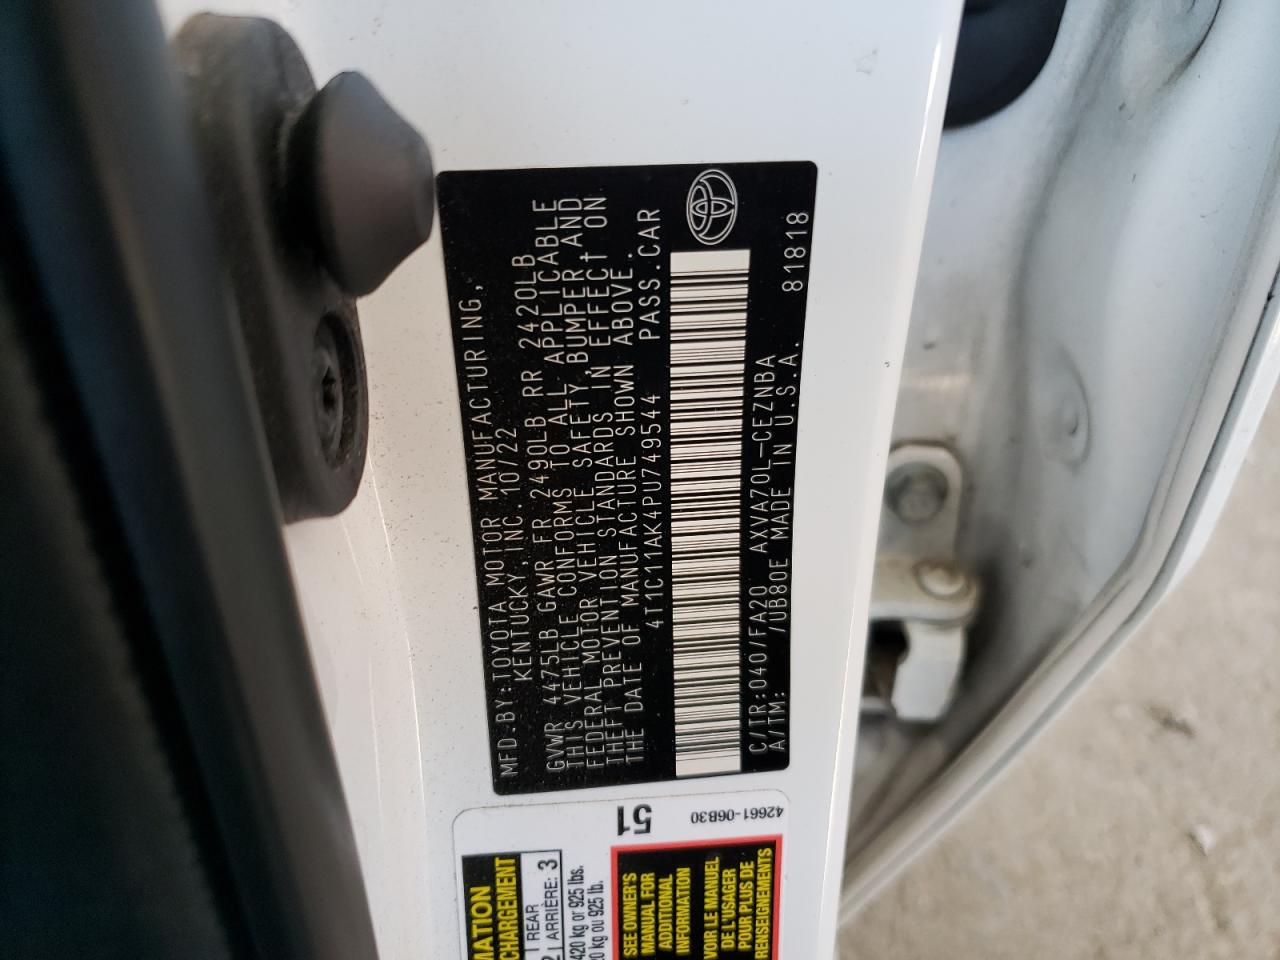 MFD.BY:TOYOTA MOTOR MANUFACTURING,
KENTUCKY,INC.10/22
GVWR 4475LB GAWR FR 2490LB RR 2420LB
THIS VEHICLE CONFORMS TO ALL APPLICABLE
FEDERAL MOTOR VEHICLE SAFETY,BUMPER,AND
THEFT PREVENTION STANDARDS IN EFFECT ON
THE DATE OF MANUFACTURE SHOWN ABOVE.
4T1C11AK4PU749544 PASS.CAR
C/TR:040/FA20 AXVA70L-CEZNBA
A/TM: /UB80E MADE IN U.S.A. 81818
51
42661-06B30
MATION
CHARGEMENT
REAR
ARRIÈRE: 3
420 kg or 925 lbs.
20 kg ou 925 lb.
SEE OWNER'S
MANUAL FOR
ADDITIONAL
INFORMATION
VOIR LE MANUEL
DE L'USAGER
POUR PLUS DE
RENSEIGNEMENTS